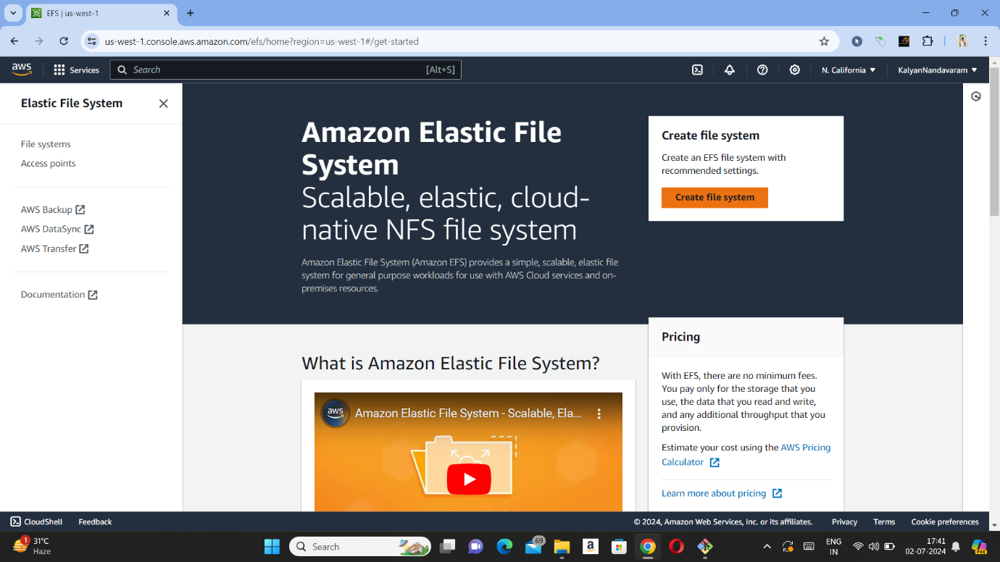 EFS | us-west-1
us-west-1.console.aws.amazon.com/efs/home?region=us-west-1#/get-started
aws
Services
Search
[Alt+S]
N. California
KalyanNandavaram
Elastic File System
File systems
Access points
AWS Backup
AWS DataSync
AWS Transfer
Documentation
Amazon Elastic File
System
Scalable, elastic, cloud-
native NFS file system
Amazon Elastic File System (Amazon EFS) provides a simple, scalable, elastic file
system for general purpose workloads for use with AWS Cloud services and on-
premises resources.
Create file system
Create an EFS file system with
recommended settings.
Create file system
What is Amazon Elastic File System?
aws
Amazon Elastic File System - Scalable, Ela...
Pricing
With EFS, there are no minimum fees.
You pay only for the storage that you
use, the data that you read and write,
and any additional throughput that you
provision.
Estimate your cost using the AWS Pricing
Calculator
Learn more about pricing
CloudShell
Feedback
© 2024, Amazon Web Services, Inc. or its affiliates.
Privacy
Terms
Cookie preferences
1
31°C
Haze
Search
69
a
ENG
IN
17:41
02-07-2024
PRE